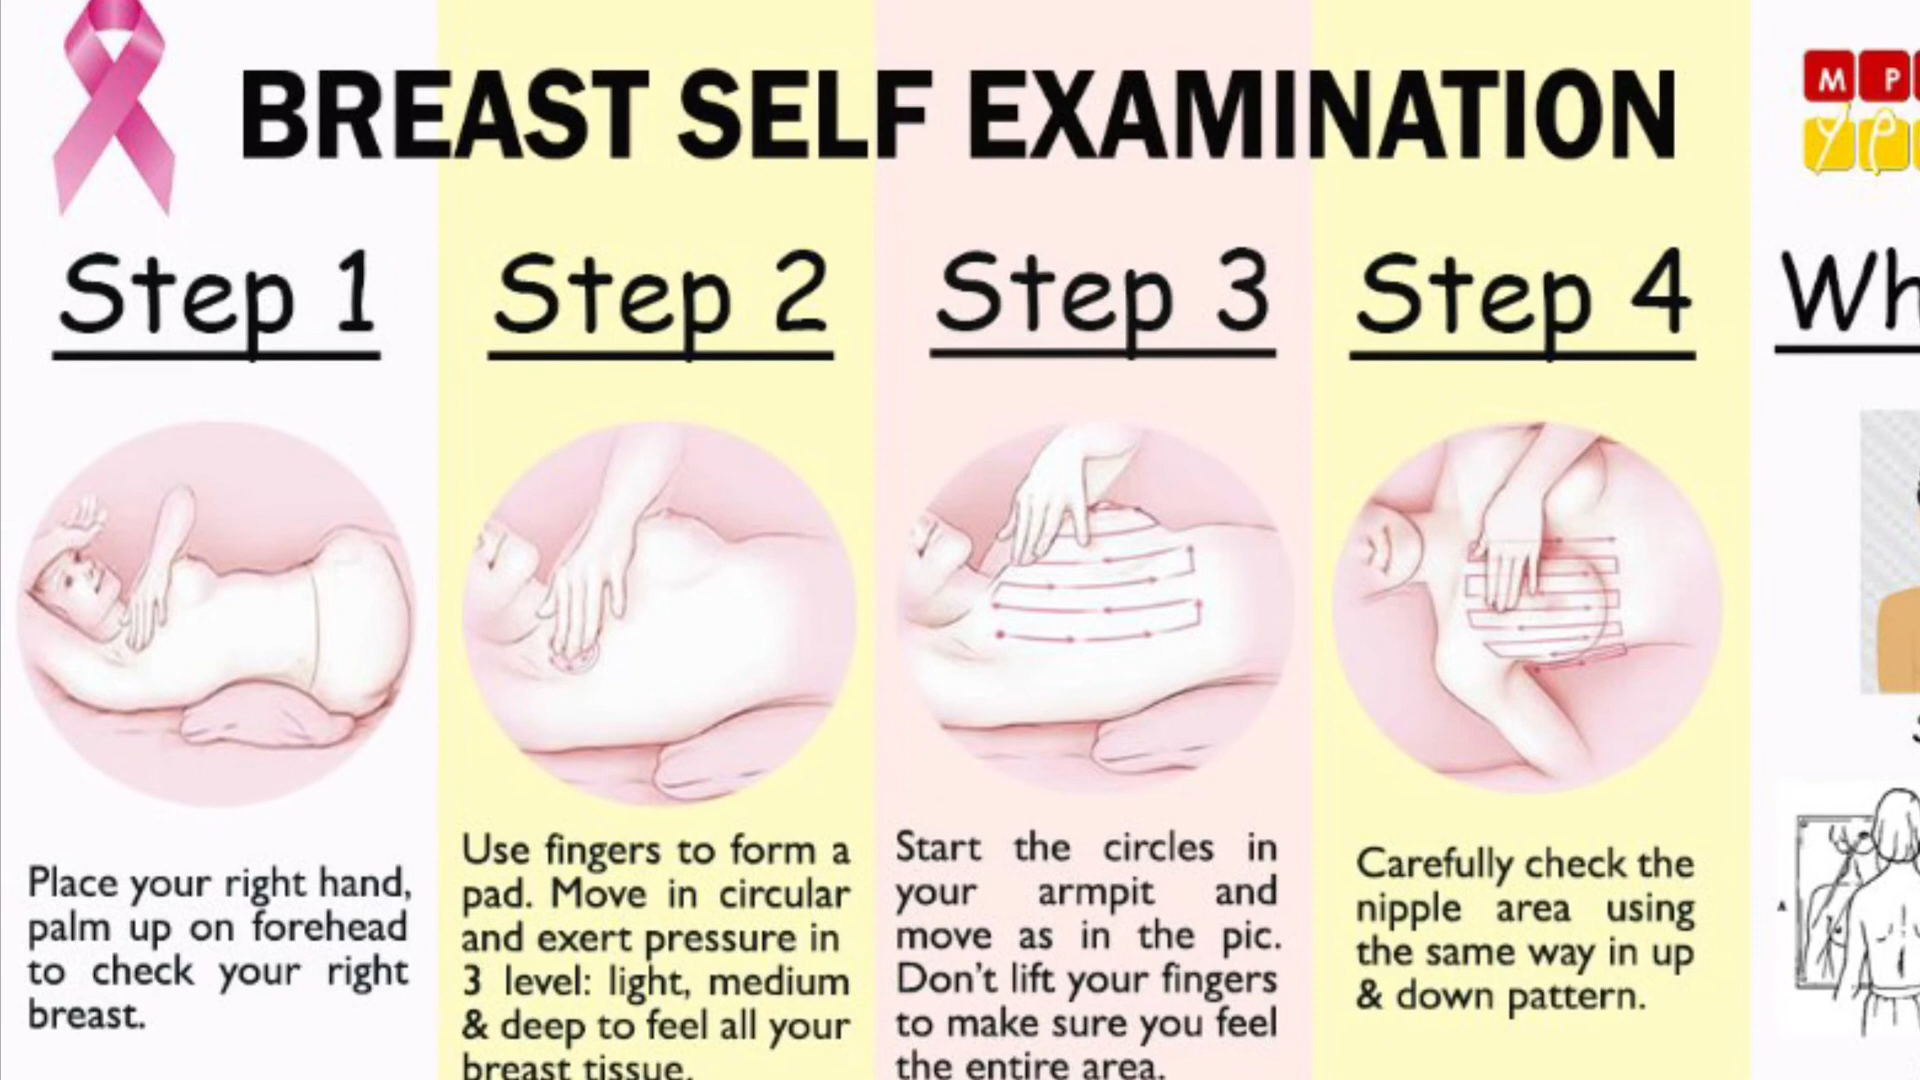 BREAST SELF EXAMINATION
M P
Step 1
Step 2
Step 3
Step 4
Place your right hand,
palm up on forehead
to check your right
breast.
Use fingers to form a
pad. Move in circular
and exert pressure in
3 level: light, medium
& deep to feel all your
breast tissue.
Start the circles in
your armpit and
move as in the pic.
Don't lift your fingers
to make sure you feel
the entire area.
Carefully check the
nipple area using
the same way in up
& down pattern.
A